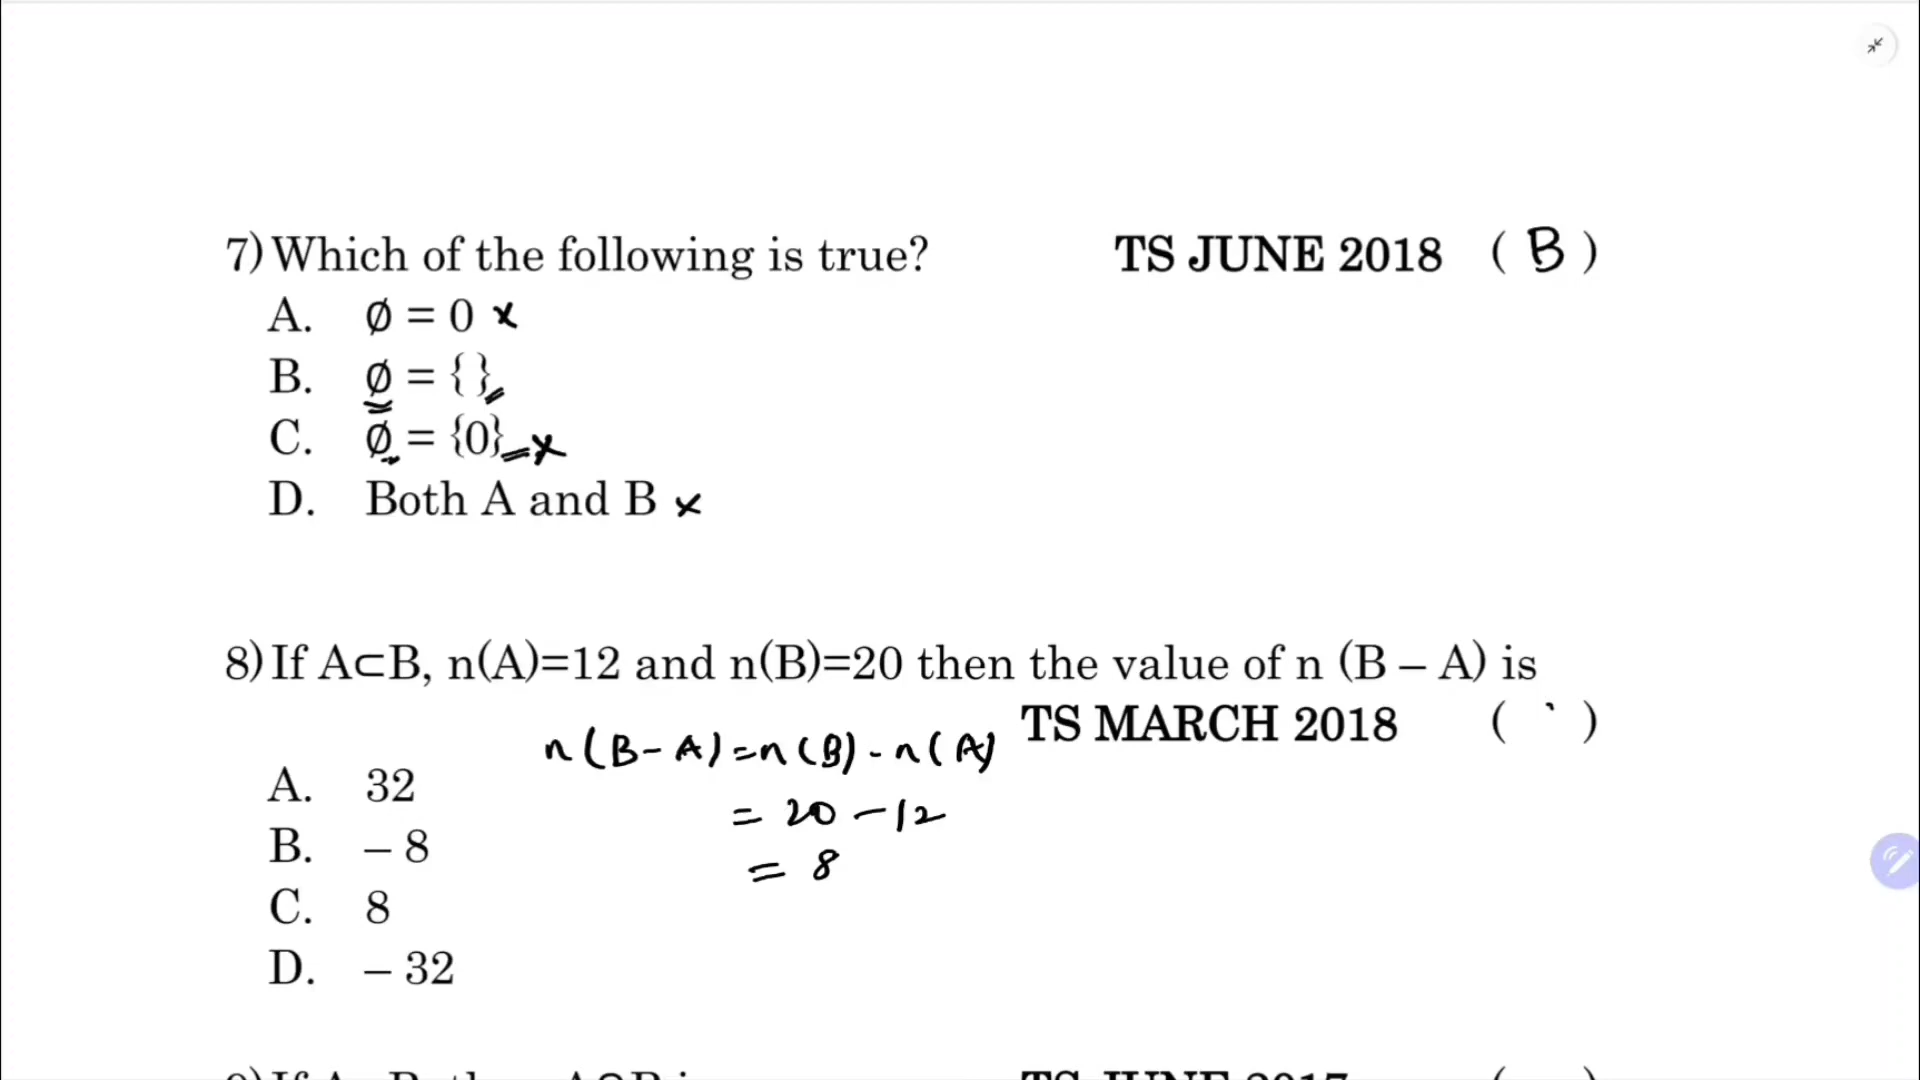 7) Which of the following is true? TS JUNE 2018 ( B )
A. ∅ = 0 ×
B. ∅ = { }
C. ∅ = {0} ×
D. Both A and B ×
8) If A⊂B, n(A)=12 and n(B)=20 then the value of n (B – A) is
TS MARCH 2018 ( )
n(B-A)=n(B)-n(A)
= 20 - 12
= 8
A. 32
B. – 8
C. 8
D. – 32